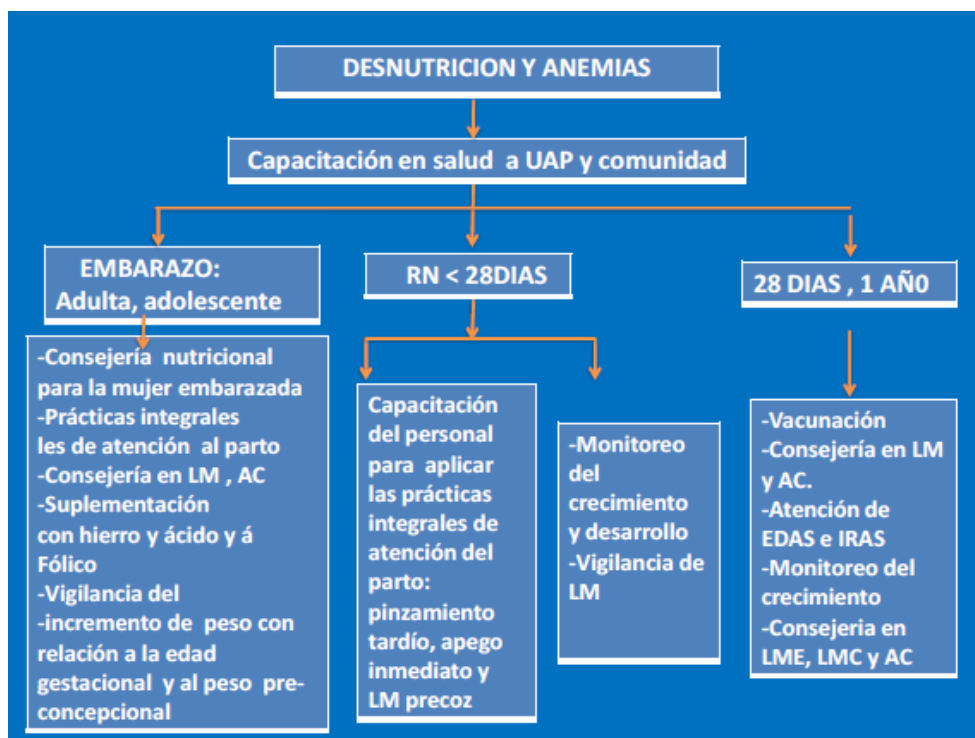 DESNUTRICION Y ANEMIAS
Capacitación en salud a UAP y comunidad
EMBARAZO:
Adulta, adolescente
RN < 28DIAS
28 DIAS , 1 AÑ0
-Consejería nutricional
para la mujer embarazada
-Prácticas integrales
les de atención al parto
-Consejería en LM , AC
-Suplementación
con hierro y ácido y á
Fólico
-Vigilancia del
-incremento de peso con
relación a la edad
gestacional y al peso pre-
concepcional
Capacitación
del personal
para aplicar
las prácticas
integrales de
atención del
parto:
pinzamiento
tardío, apego
inmediato y
LM precoz
-Monitoreo
del
crecimiento
y desarrollo
-Vigilancia de
LM
-Vacunación
-Consejería en LM
y AC.
-Atención de
EDAS e IRAS
-Monitoreo del
crecimiento
-Consejeria en
LME, LMC y AC